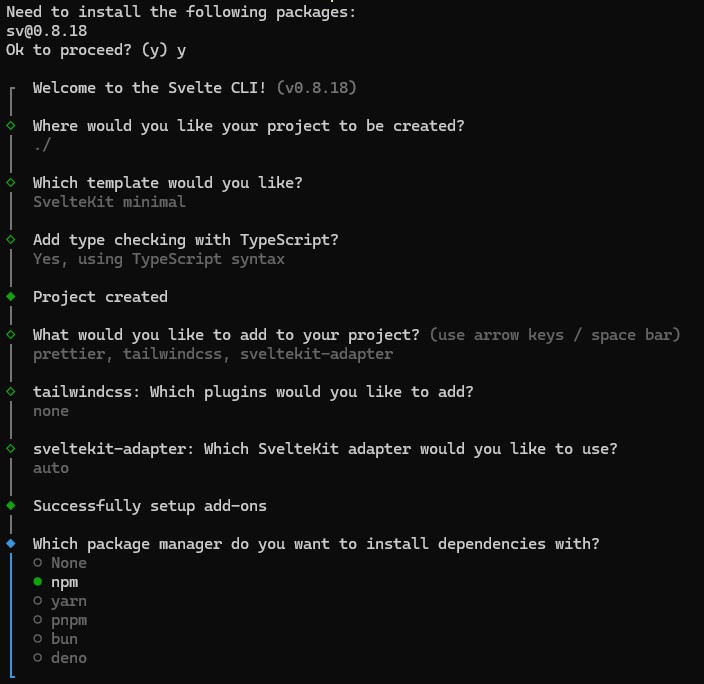 Need to install the following packages:
sv@0.8.18
Ok to proceed? (y) y
Welcome to the Svelte CLI! (v0.8.18)
Where would you like your project to be created?
./
Which template would you like?
SvelteKit minimal
Add type checking with TypeScript?
Yes, using TypeScript syntax
Project created
What would you like to add to your project? (use arrow keys / space bar)
prettier, tailwindcss, sveltekit-adapter
tailwindcss: Which plugins would you like to add?
none
sveltekit-adapter: Which SvelteKit adapter would you like to use?
auto
Successfully setup add-ons
Which package manager do you want to install dependencies with?
None
npm
yarn
pnpm
bun
deno